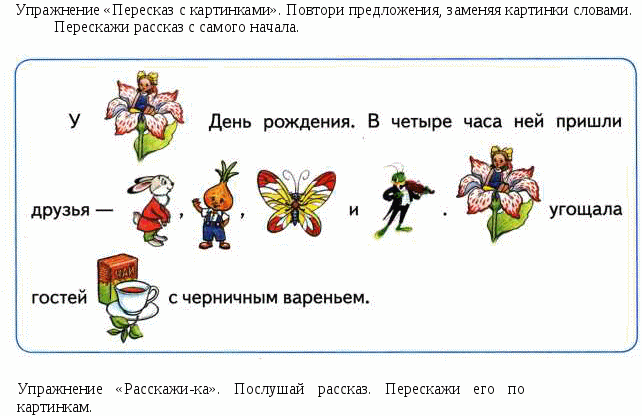 Упражнение «Пересказ с картинками». Повтори предложения, заменяя картинки словами.
Перескажи рассказ с самого начала.
У День рождения. В четыре часа ней пришли
друзья — , , и .  угощала
ЧАЙ
гостей с черничным вареньем.
Упражнение «Расскажи-ка». Послушай рассказ. Перескажи его по
картинкам.